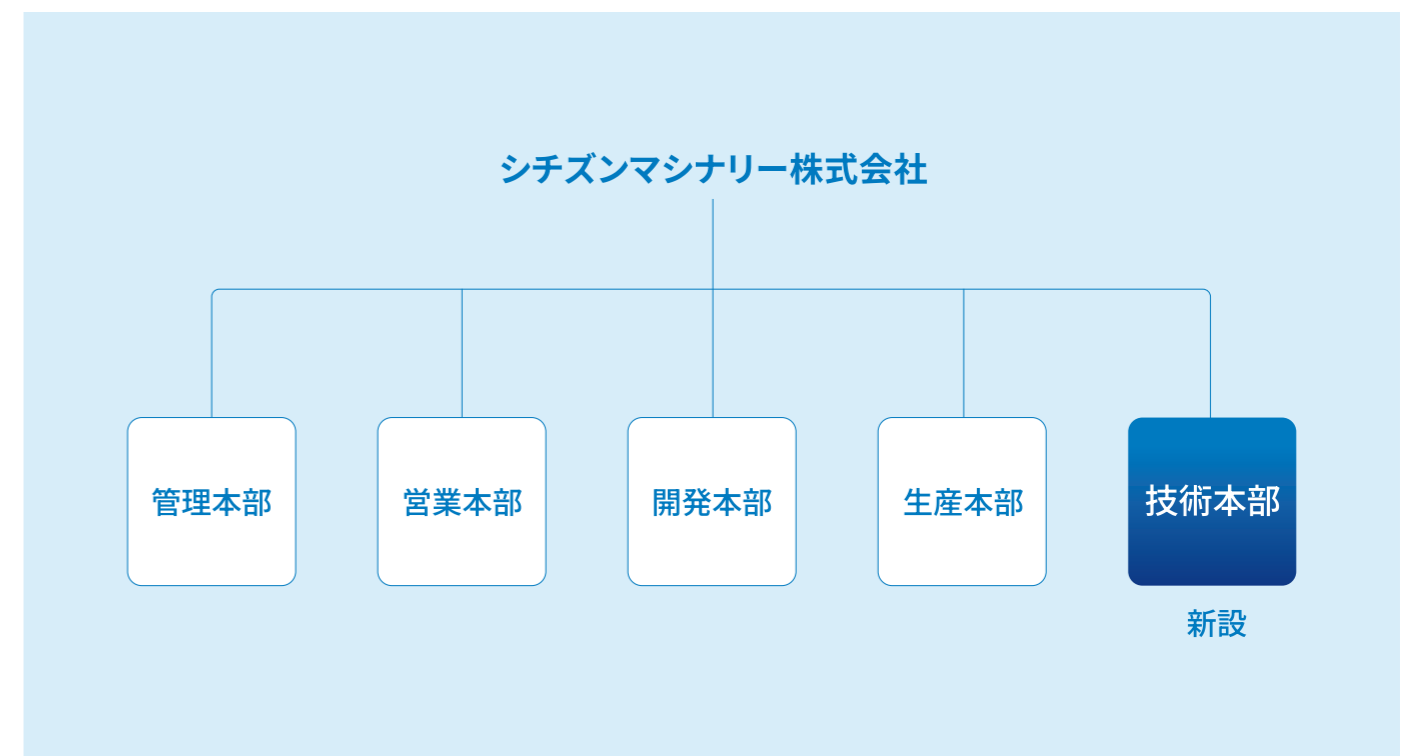 シチズンマシナリー株式会社
管理本部
営業本部
開発本部
生産本部
技術本部
新設